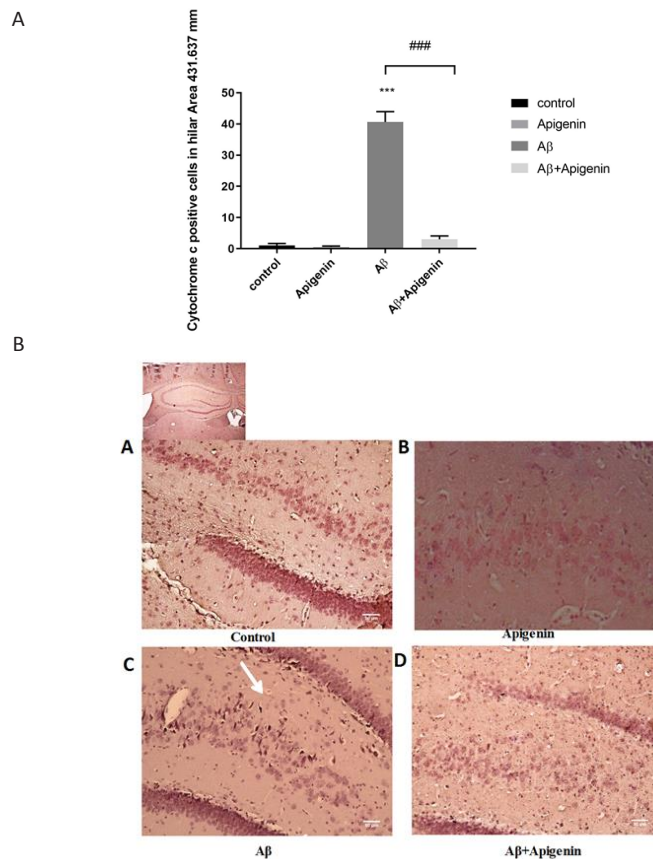 A
Cytochrome c positive cells in hilar Area 431.637 mm
###
***
50
40
30
20
10
0
control
Apigenin
Aβ
Aβ+Apigenin
control
Apigenin
Aβ
Aβ+Apigenin
B
A
B
Control
Apigenin
C
D
Aβ
Aβ+Apigenin